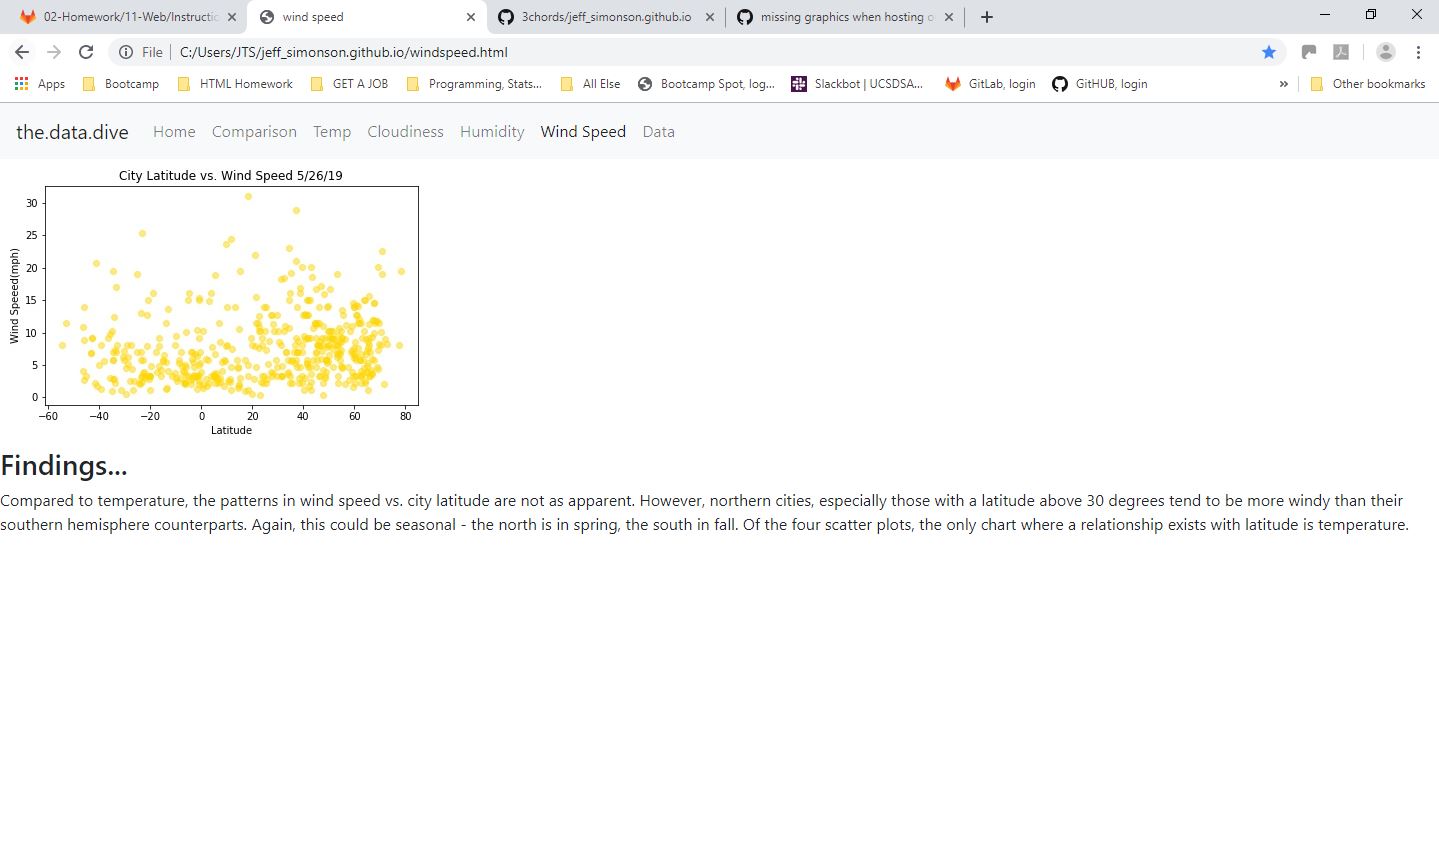 02-Homework/11-Web/Instructio
wind speed
3chords/jeff_simonson.github.io
missing graphics when hosting o
File
C:/Users/JTS/jeff_simonson.github.io/windspeed.html
Apps
Bootcamp
HTML Homework
GET A JOB
Programming, Stats...
All Else
Bootcamp Spot, log...
Slackbot | UCSDSA...
GitLab, login
GitHUB, login
»
Other bookmarks
the.data.dive
Home
Comparison
Temp
Cloudiness
Humidity
Wind Speed
Data
City Latitude vs. Wind Speed 5/26/19
Wind Speeed(mph)
30
25
20
15
10
5
0
−60 −40 −20 0 20 40 60 80
Latitude
Findings...
Compared to temperature, the patterns in wind speed vs. city latitude are not as apparent. However, northern cities, especially those with a latitude above 30 degrees tend to be more windy than their
southern hemisphere counterparts. Again, this could be seasonal - the north is in spring, the south in fall. Of the four scatter plots, the only chart where a relationship exists with latitude is temperature.